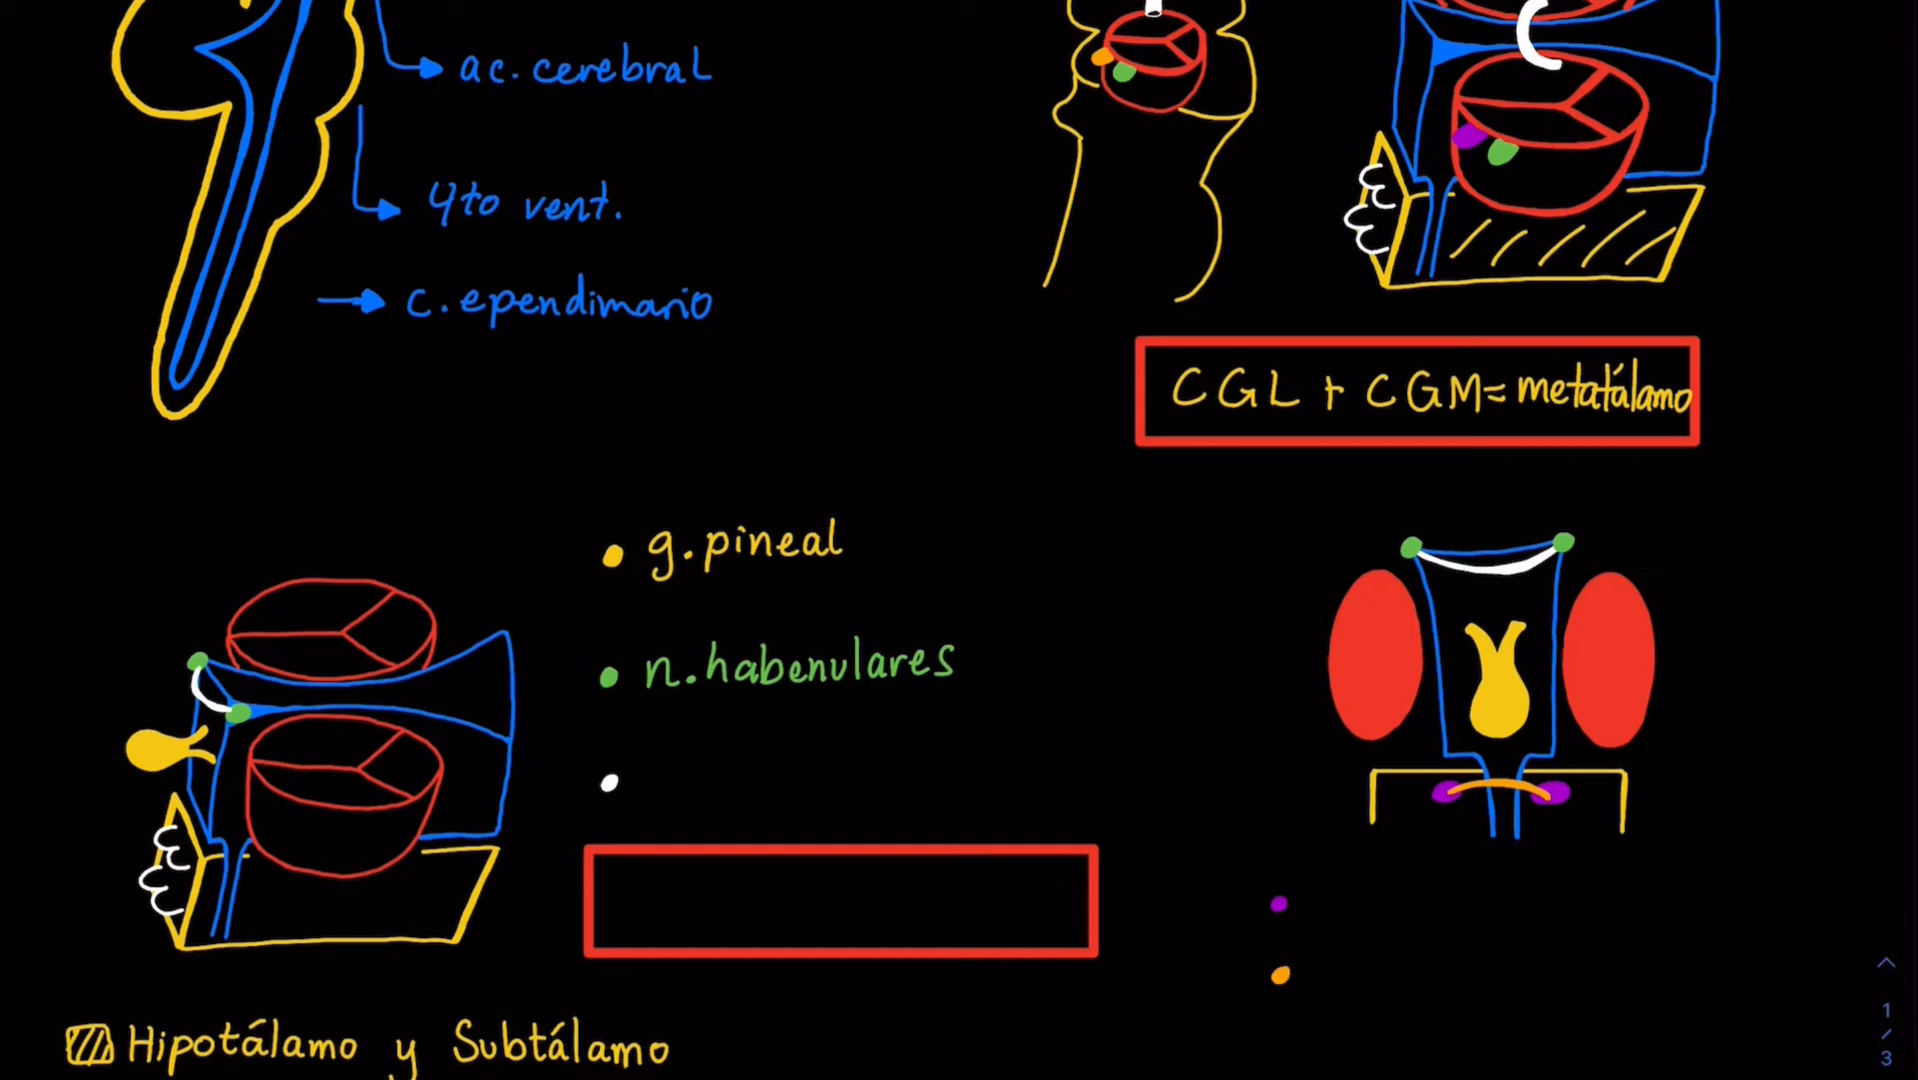 ac. cerebral
4to vent.
c. ependimario
CGL + CGM = metatálamo
g. pineal
n. habenulares
Hipotálamo y Subtálamo
1
/
3